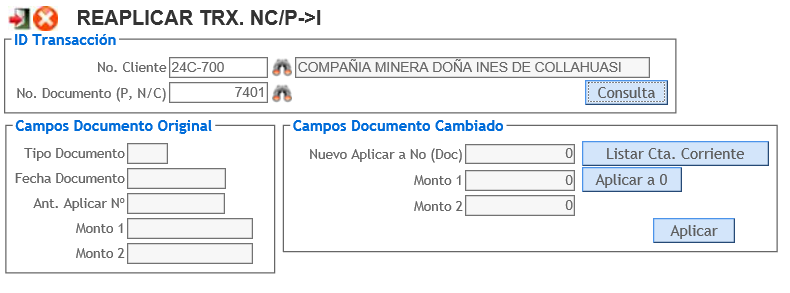 REAPLICAR TRX. NC/P->I
ID Transacción
No. Cliente 24C-700 COMPAÑIA MINERA DOÑA INES DE COLLAHUASI
No. Documento (P, N/C) 7401 Consulta
Campos Documento Original
Tipo Documento
Fecha Documento
Ant. Aplicar Nº
Monto 1
Monto 2
Campos Documento Cambiado
Nuevo Aplicar a No (Doc) 0 Listar Cta. Corriente
Monto 1 0 Aplicar a 0
Monto 2 0
Aplicar